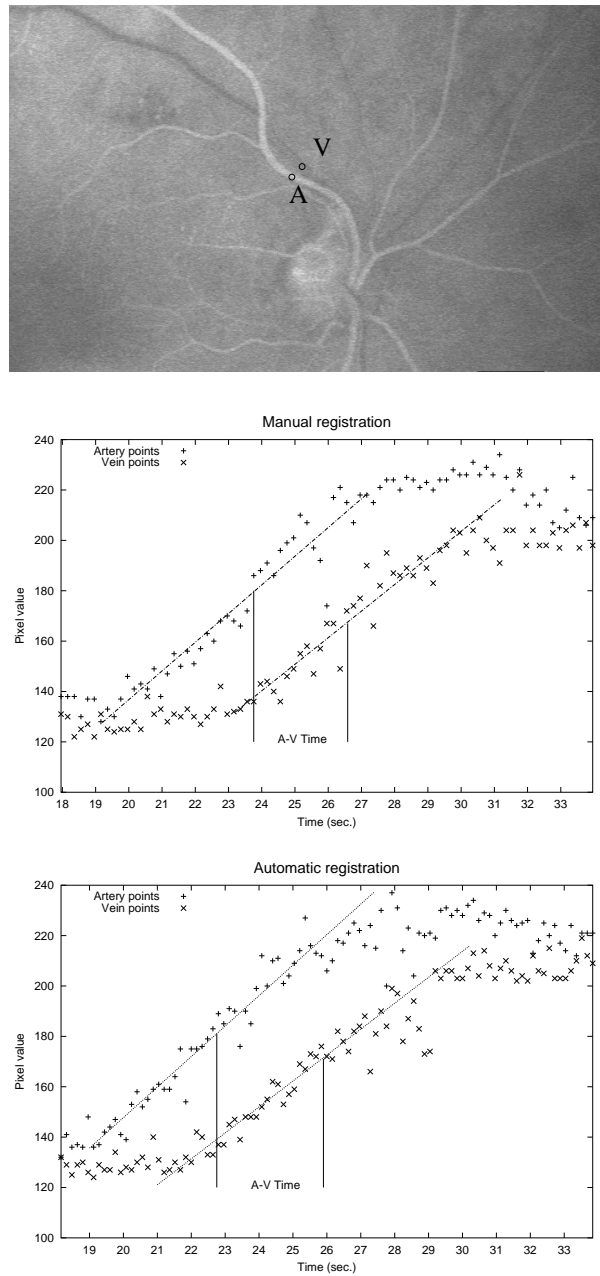 V
A
Manual registration
Artery points
Vein points
240
220
200
180
160
140
120
100
Pixel value
A-V Time
18 19 20 21 22 23 24 25 26 27 28 29 30 31 32 33
Time (sec.)
Automatic registration
Artery points
Vein points
240
220
200
180
160
140
120
100
Pixel value
A-V Time
19 20 21 22 23 24 25 26 27 28 29 30 31 32 33
Time (sec.)